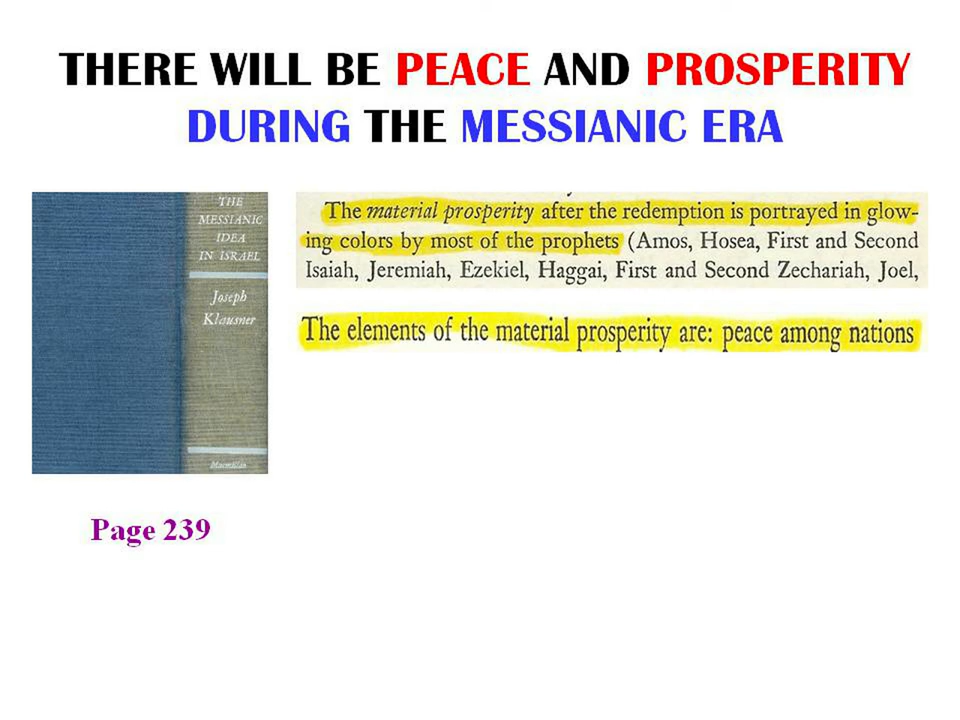 THERE WILL BE PEACE AND PROSPERITY
DURING THE MESSIANIC ERA
THE
MESSIANIC
IDEA
IN ISRAEL
Joseph
Klausner
Macmillan
The material prosperity after the redemption is portrayed in glow-
ing colors by most of the prophets (Amos, Hosea, First and Second
Isaiah, Jeremiah, Ezekiel, Haggai, First and Second Zechariah, Joel,
The elements of the material prosperity are: peace among nations
Page 239